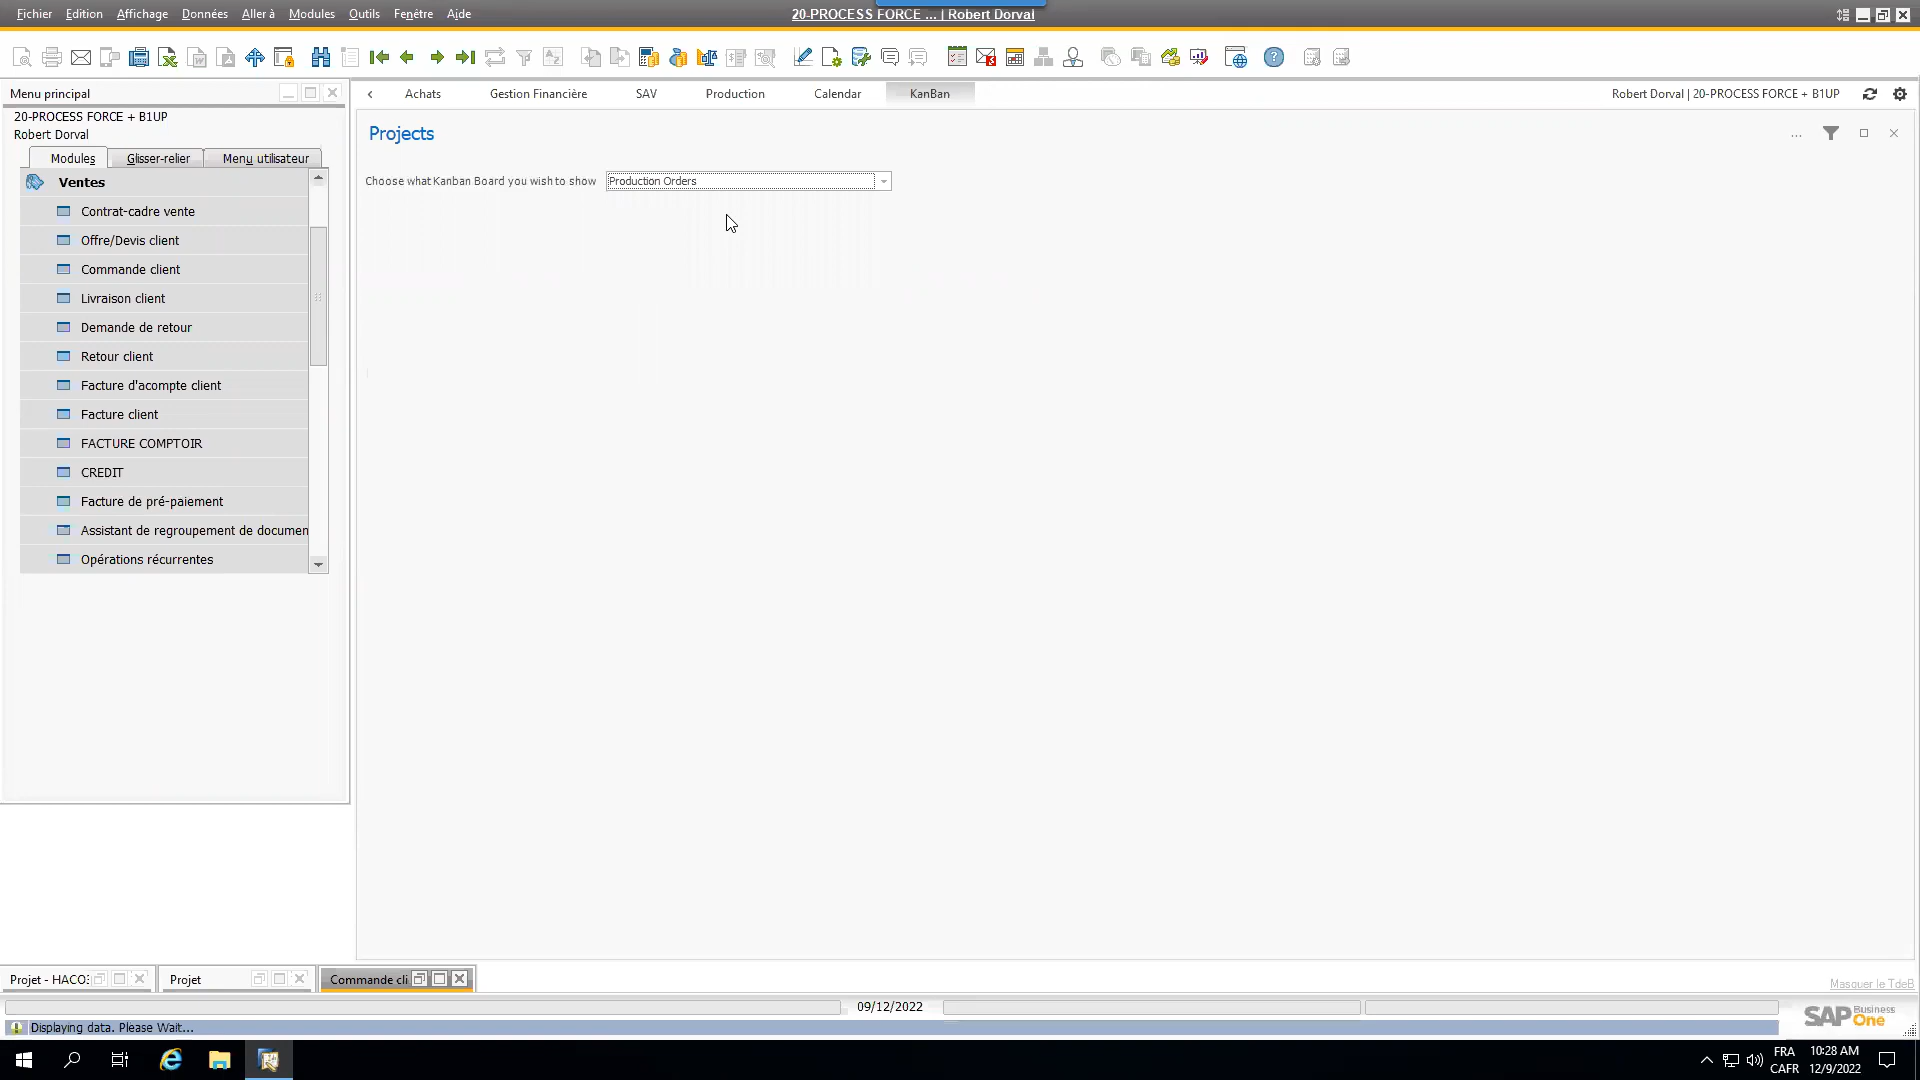 Fichier Edition Affichage Données Aller à Modules Outils Fenêtre Aide
20-PROCESS FORCE ... | Robert Dorval
Menu principal
20-PROCESS FORCE + B1UP
Robert Dorval
Modules Glisser-relier Menu utilisateur
Ventes
Contrat-cadre vente
Offre/Devis client
Commande client
Livraison client
Demande de retour
Retour client
Facture d'acompte client
Facture client
FACTURE COMPTOIR
CREDIT
Facture de pré-paiement
Assistant de regroupement de documen
Opérations récurrentes
Achats Gestion Financière SAV Production Calendar KanBan
Robert Dorval | 20-PROCESS FORCE + B1UP
Projects
...
Choose what Kanban Board you wish to show Production Orders
Projet - HACO
Projet
Commande cli
Masquer le TdeB
09/12/2022
SAP Business One
Displaying data. Please Wait...
FRA
CAFR
10:28 AM
12/9/2022